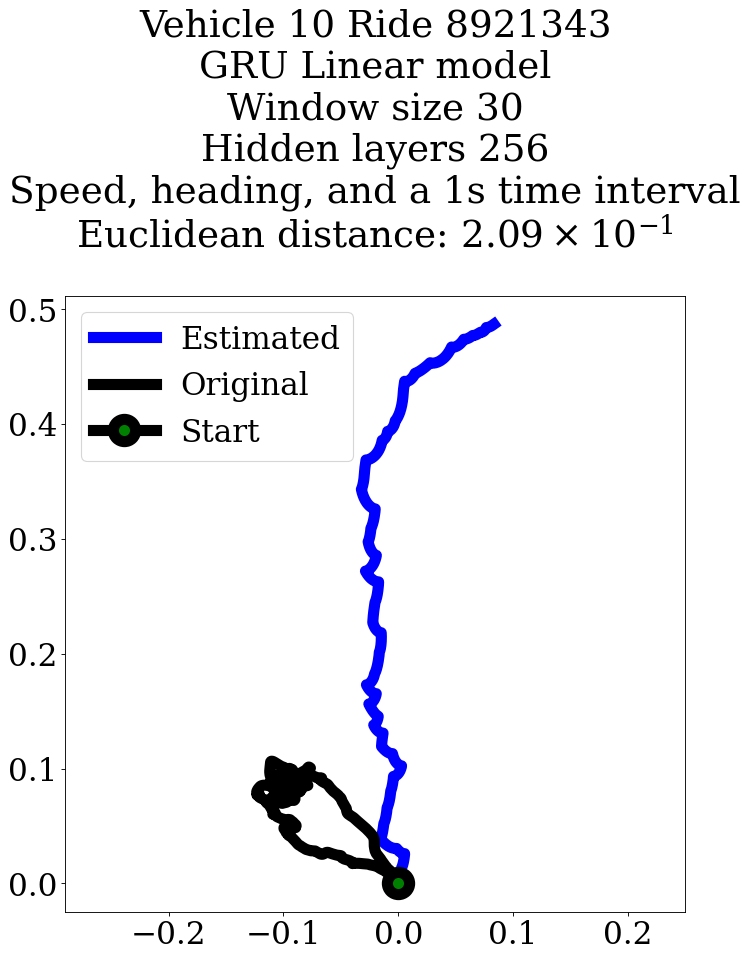 Vehicle 10 Ride 8921343
GRU Linear model
Window size 30
Hidden layers 256
Speed, heading, and a 1s time interval
Euclidean distance: 2.09 × 10⁻¹
Estimated
Original
Start
0.5
0.4
0.3
0.2
0.1
0.0
−0.2 −0.1 0.0 0.1 0.2